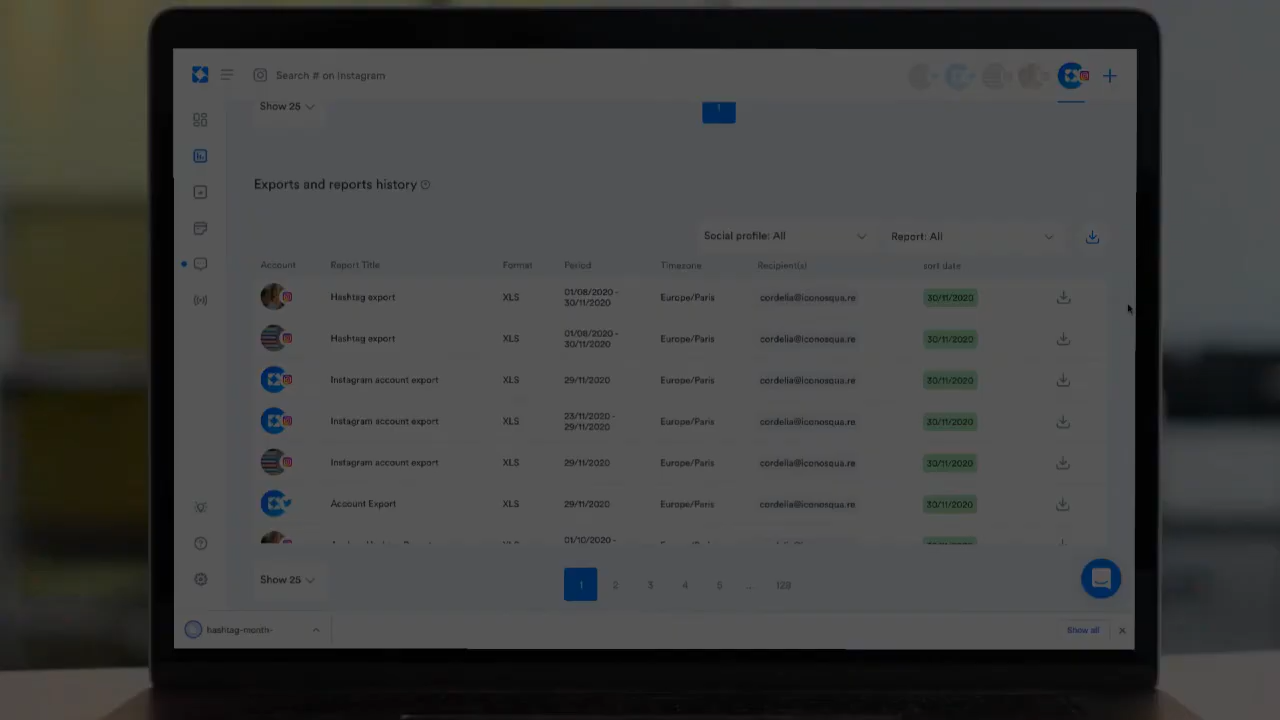 Search # on Instagram
Show 25
1
Exports and reports history
Social profile: All
Report: All
Account Report Title Format Period Timezone Recipient(s) sort date
Hashtag export XLS 01/08/2020 - 30/11/2020 Europe/Paris cordelia@iconosqua.re 30/11/2020
Hashtag export XLS 01/08/2020 - 30/11/2020 Europe/Paris cordelia@iconosqua.re 30/11/2020
Instagram account export XLS 29/11/2020 Europe/Paris cordelia@iconosqua.re 30/11/2020
Instagram account export XLS 23/11/2020 - 29/11/2020 Europe/Paris cordelia@iconosqua.re 30/11/2020
Instagram account export XLS 29/11/2020 Europe/Paris cordelia@iconosqua.re 30/11/2020
Account Export XLS 29/11/2020 Europe/Paris cordelia@iconosqua.re 30/11/2020
01/10/2020 -
Show 25
1 2 3 4 5 ... 128
hashtag-month-
Show all